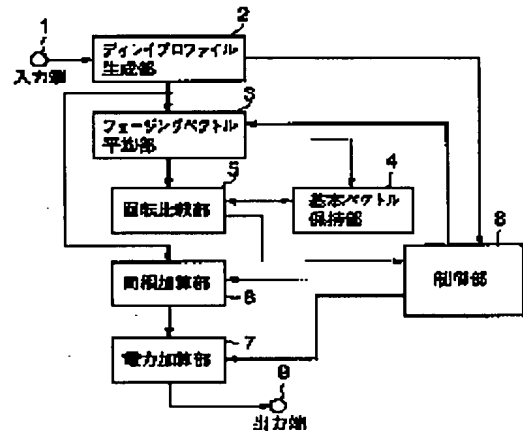 1
入力端
2
ディレイプロファイル
生成部
3
フェージングベクトル
平均部
5
回転比較部
4
基本ベクトル
保持部
8
制御部
同相加算部
6
7
電力加算部
9
出力端